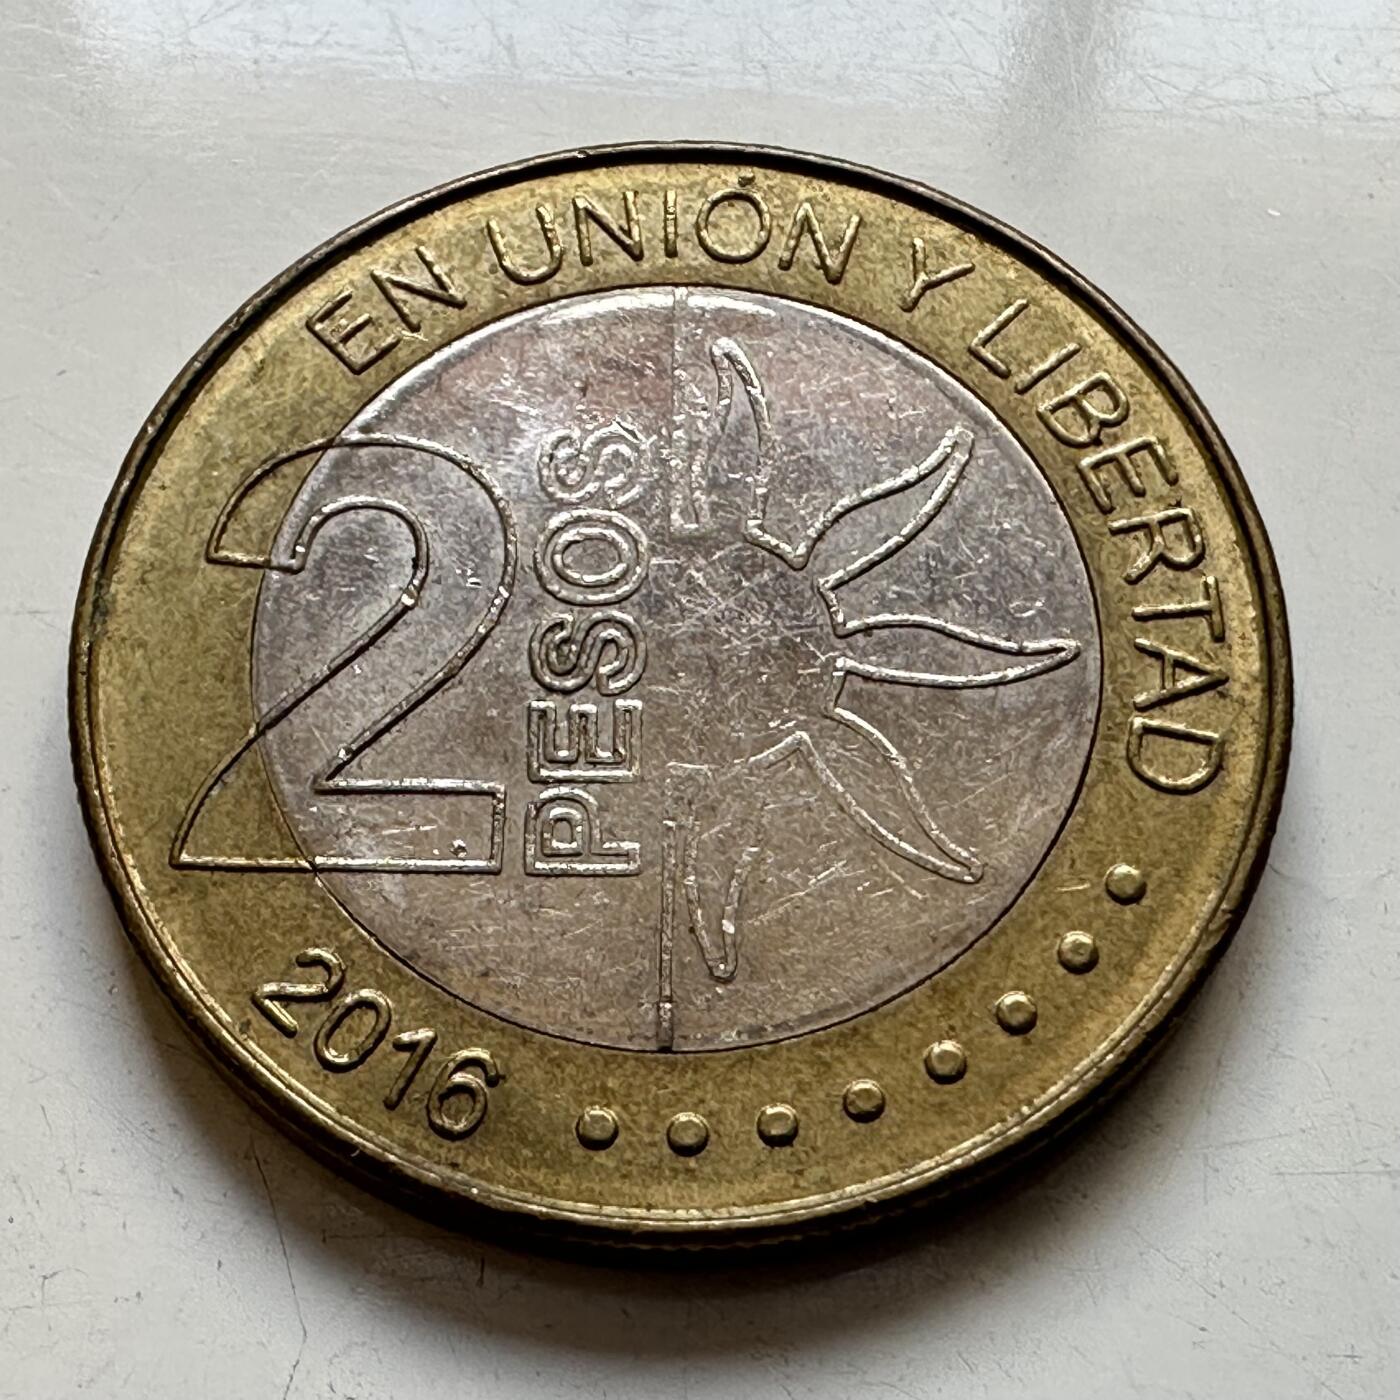 EN UNIÓN Y LIBERTAD
2
PESOS
2016